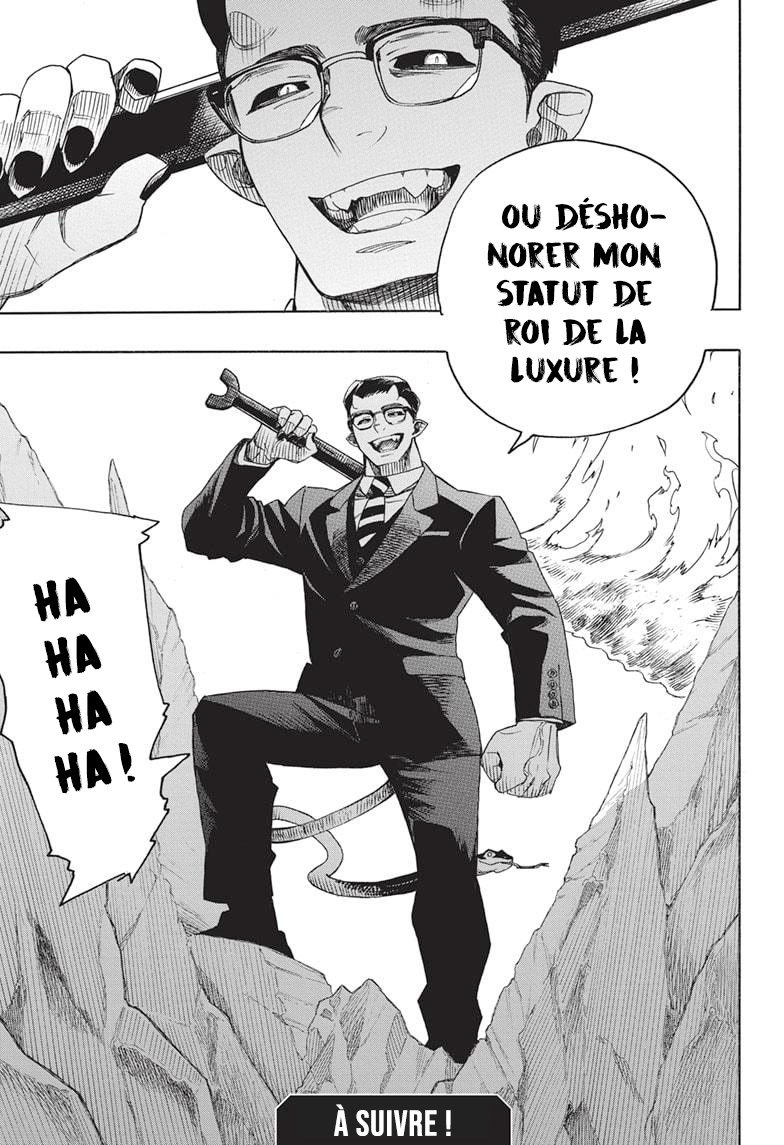 OU DÉSHO-
NORER MON
STATUT DE
ROI DE LA
LUXURE !
HA
HA
HA
HA !
À SUIVRE !